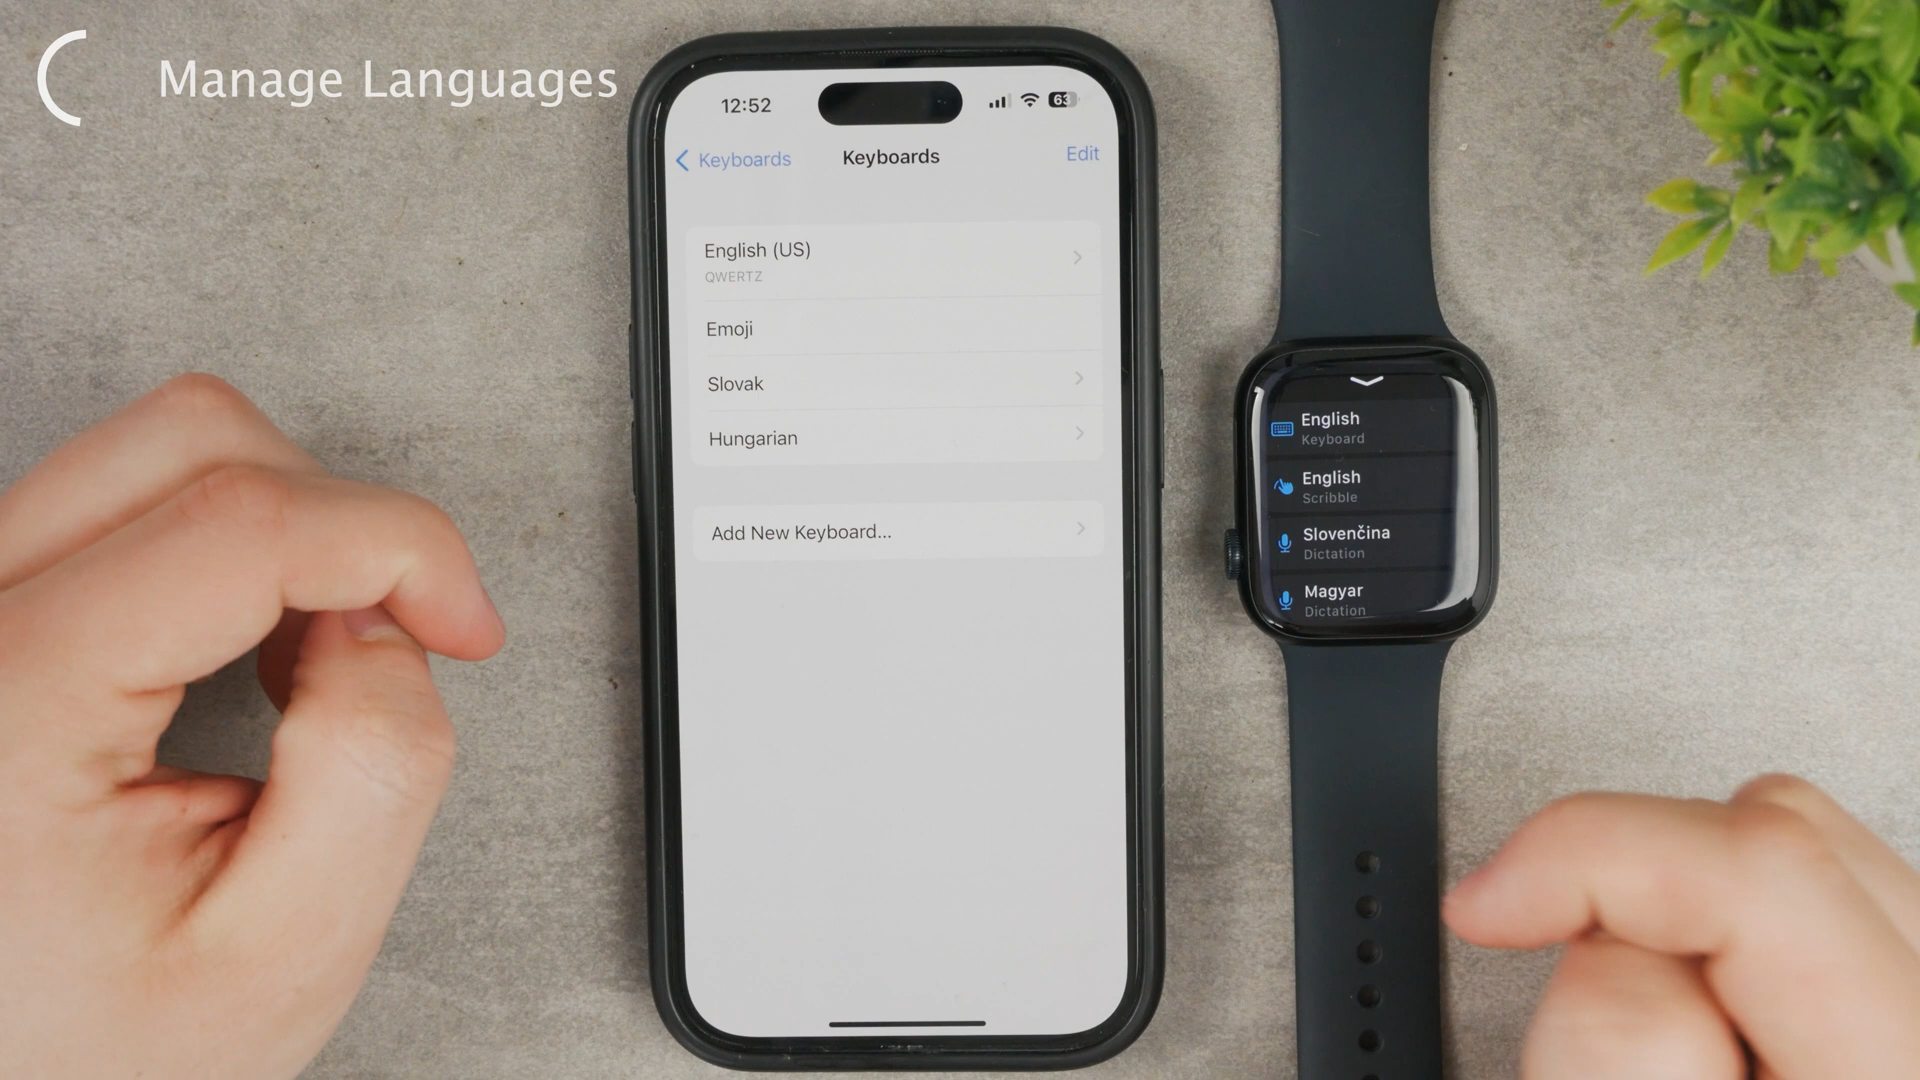 Manage Languages
12:52
63
Keyboards
Keyboards
Edit
English (US)
QWERTZ
Emoji
Slovak
Hungarian
Add New Keyboard...
English
Keyboard
English
Scribble
Slovenčina
Dictation
Magyar
Dictation